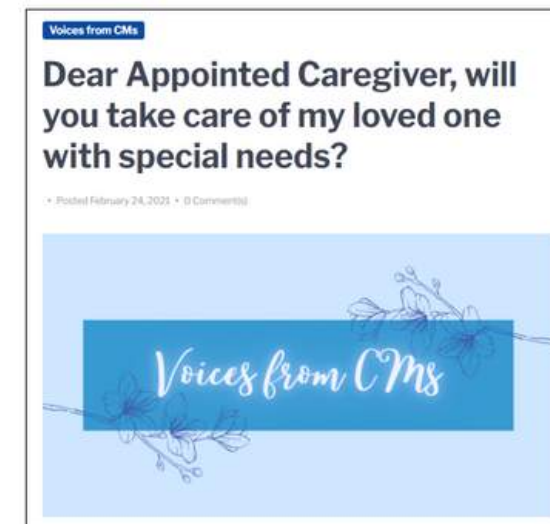 Voices from CMs
Dear Appointed Caregiver, will
you take care of my loved one
with special needs?
• Posted February 24, 2021 • 0 Comment(s)
Voices from CMs